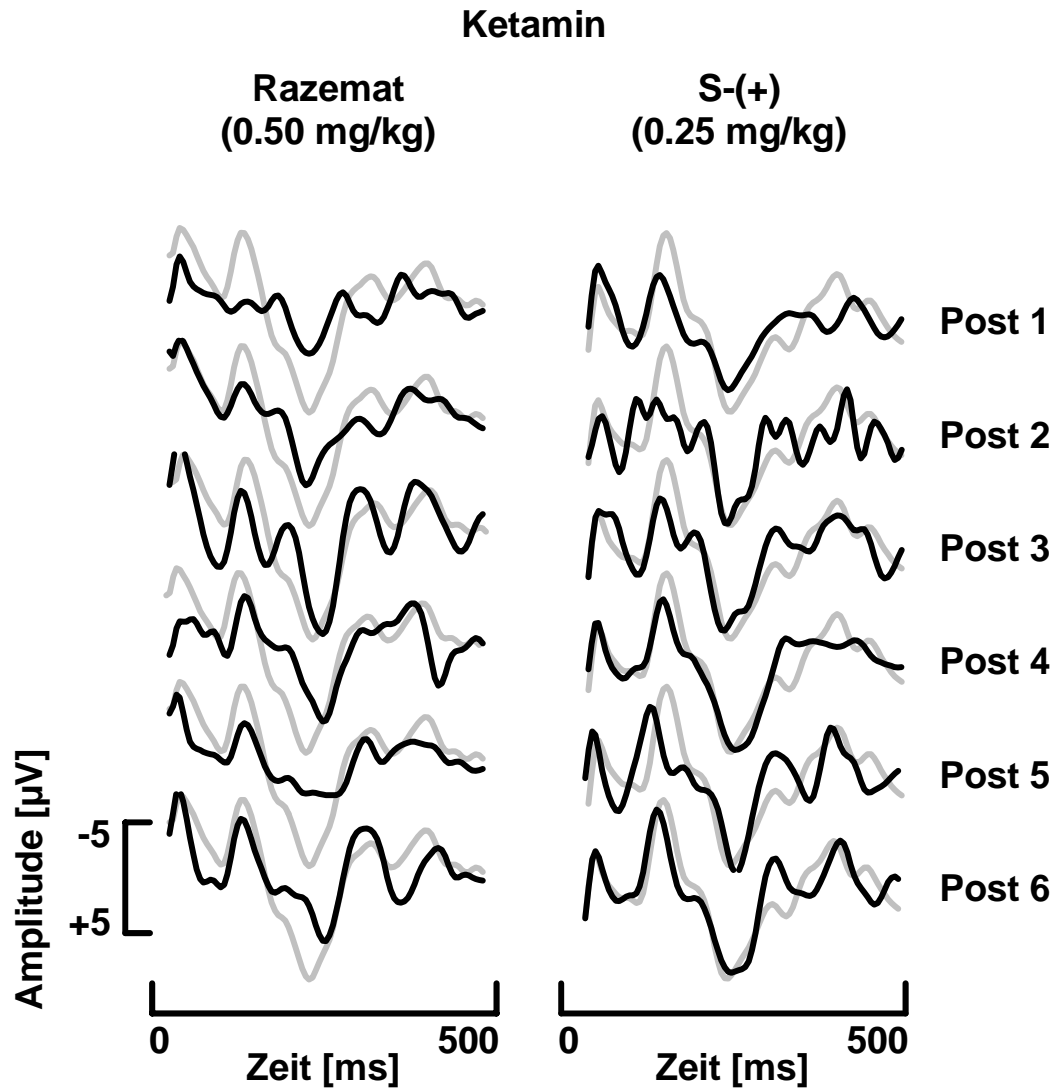 Ketamin
Razemat
(0.50 mg/kg)
S-(+)
(0.25 mg/kg)
Post 1
Post 2
Post 3
Post 4
Post 5
Post 6
Amplitude [µV]
-5
+5
0
500
Zeit [ms]
0
500
Zeit [ms]